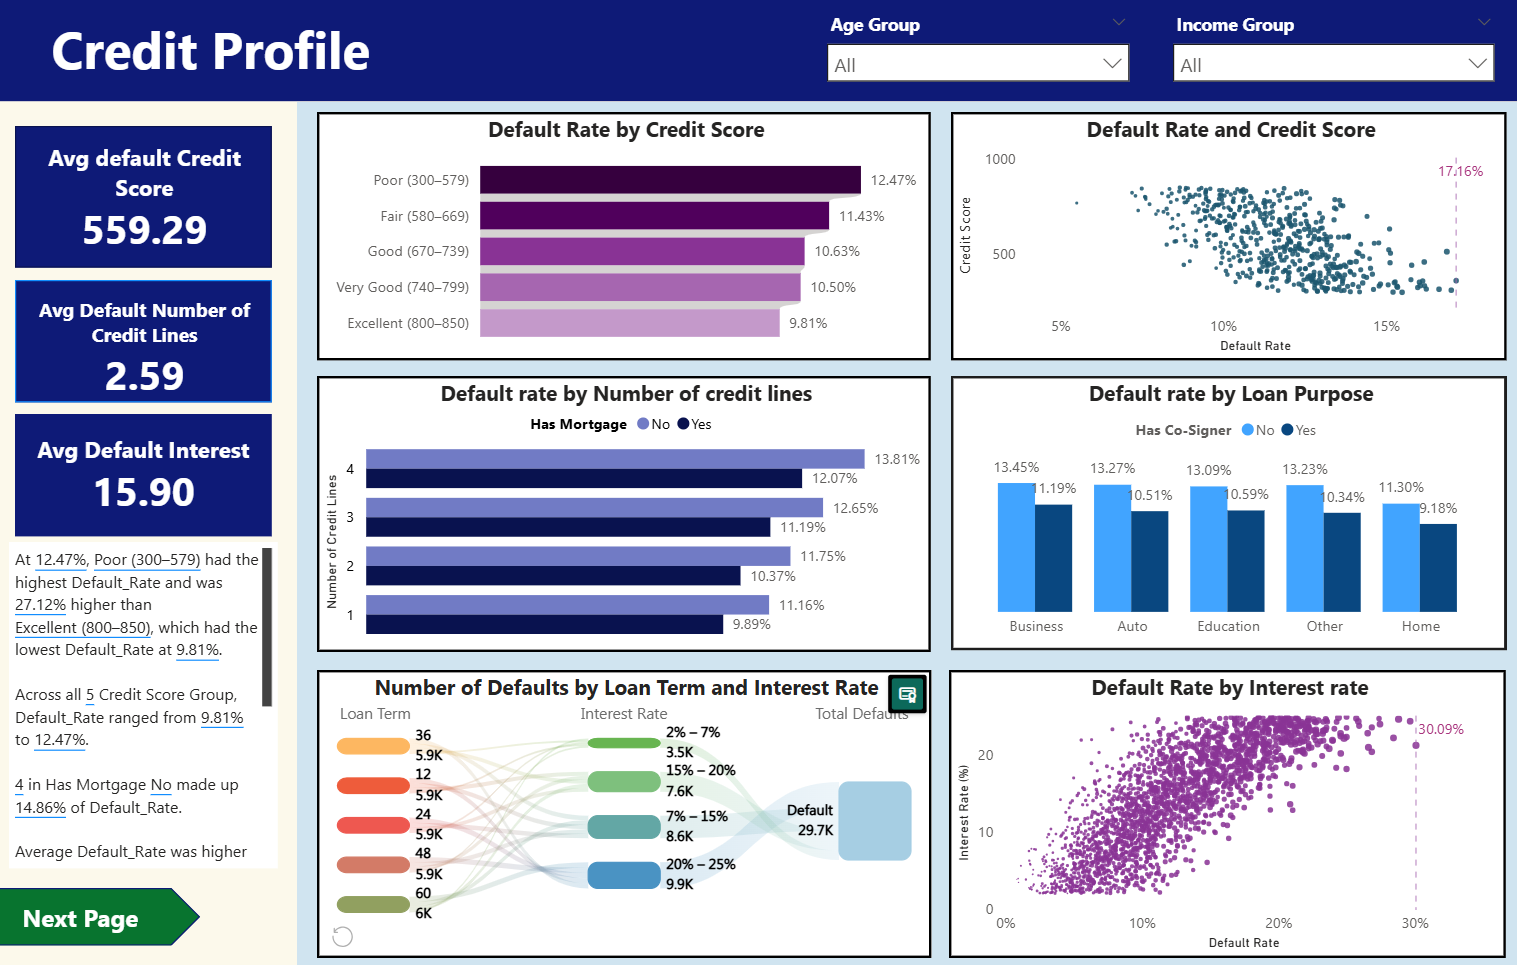 Credit Profile
Age Group
All
Income Group
All
Avg default Credit
Score
559.29
Avg Default Number of
Credit Lines
2.59
Avg Default Interest
15.90
At 12.47%, Poor (300–579) had the
highest Default_Rate and was
27.12% higher than
Excellent (800–850), which had the
lowest Default_Rate at 9.81%.
Across all 5 Credit Score Group,
Default_Rate ranged from 9.81%
to 12.47%.
4 in Has Mortgage No made up
14.86% of Default_Rate.
Average Default_Rate was higher
Next Page
Default Rate by Credit Score
Poor (300–579) 12.47%
Fair (580–669) 11.43%
Good (670–739) 10.63%
Very Good (740–799) 10.50%
Excellent (800–850) 9.81%
Default Rate and Credit Score
1000
17.16%
Credit Score
500
5% 10% 15%
Default Rate
Default rate by Number of credit lines
Has Mortgage No Yes
Number of Credit Lines
4 13.81%
12.07%
3 12.65%
11.19%
2 11.75%
10.37%
1 11.16%
9.89%
Default rate by Loan Purpose
Has Co-Signer No Yes
13.45% 11.19%
13.27% 10.51%
13.09% 10.59%
13.23% 10.34%
11.30% 9.18%
Business Auto Education Other Home
Number of Defaults by Loan Term and Interest Rate
Loan Term Interest Rate Total Defaults
36
5.9K
12
5.9K
24
5.9K
48
5.9K
60
6K
2% – 7%
3.5K
15% – 20%
7.6K
7% – 15%
8.6K
20% – 25%
9.9K
Default
29.7K
Default Rate by Interest rate
30.09%
Interest Rate (%)
20
10
0
0% 10% 20% 30%
Default Rate